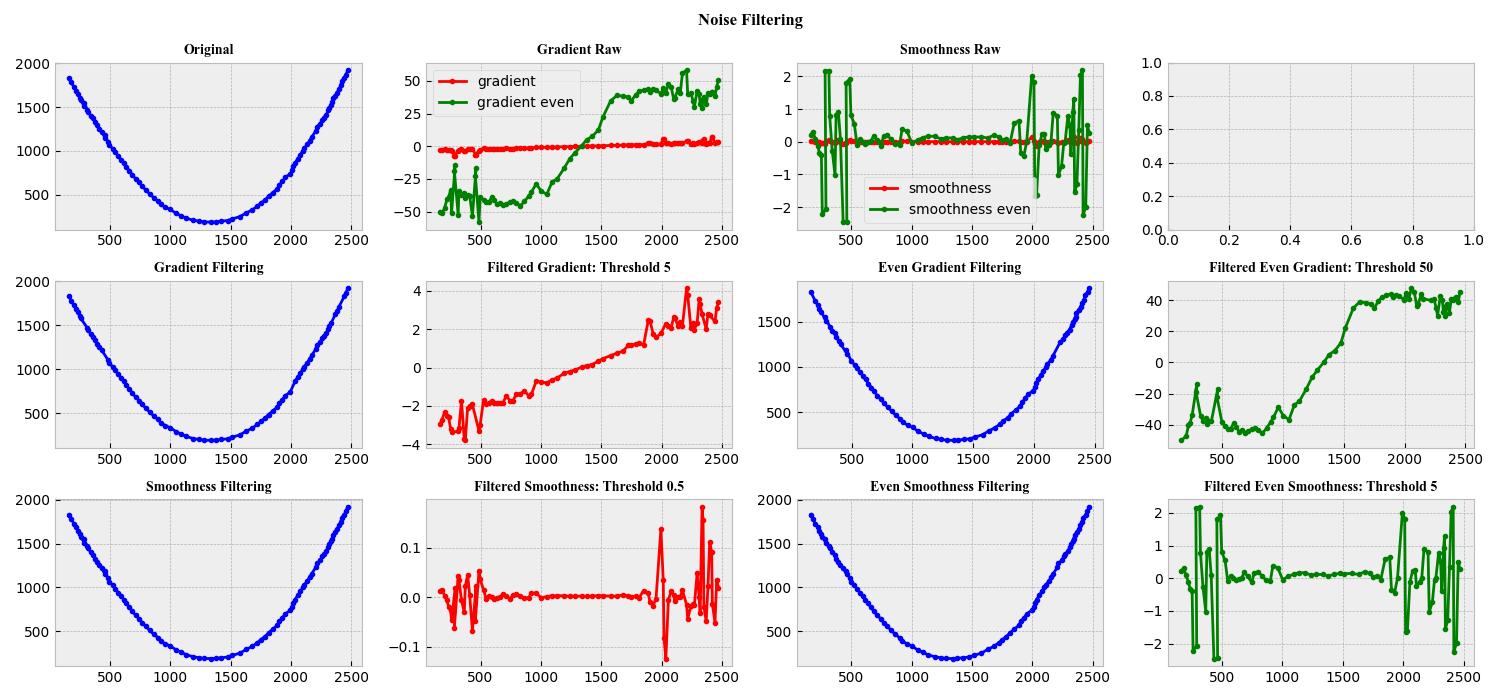 Noise Filtering
Original
Gradient Raw
Smoothness Raw
2000
1500
1000
500
500 1000 1500 2000 2500
50
25
0
−25
−50
gradient
gradient even
500 1000 1500 2000 2500
2
1
0
−1
−2
smoothness
smoothness even
500 1000 1500 2000 2500
1.0
0.8
0.6
0.4
0.2
0.0
0.0 0.2 0.4 0.6 0.8 1.0
Gradient Filtering
Filtered Gradient: Threshold 5
Even Gradient Filtering
Filtered Even Gradient: Threshold 50
2000
1500
1000
500
500 1000 1500 2000 2500
4
2
0
−2
−4
500 1000 1500 2000 2500
1500
1000
500
500 1000 1500 2000 2500
40
20
0
−20
−40
500 1000 1500 2000 2500
Smoothness Filtering
Filtered Smoothness: Threshold 0.5
Even Smoothness Filtering
Filtered Even Smoothness: Threshold 5
2000
1500
1000
500
500 1000 1500 2000 2500
0.1
0.0
−0.1
500 1000 1500 2000 2500
2000
1500
1000
500
500 1000 1500 2000 2500
2
1
0
−1
−2
500 1000 1500 2000 2500